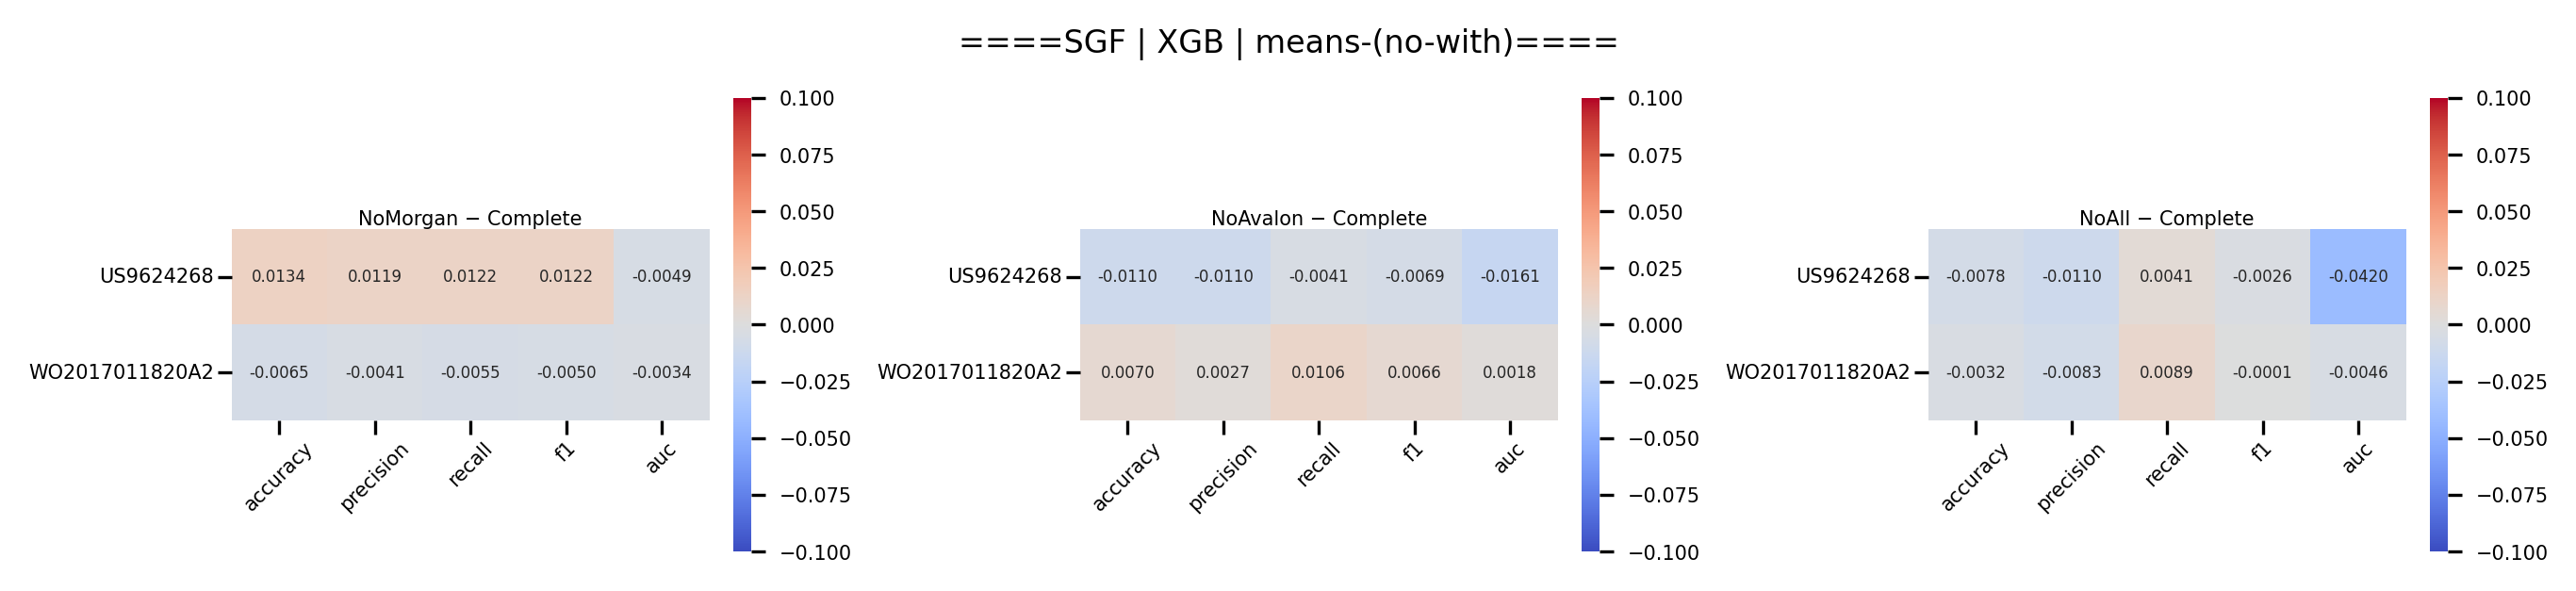 ====SGF | XGB | means-(no-with)====
NoMorgan − Complete
US9624268
0.0134 0.0119 0.0122 0.0122 -0.0049
WO2017011820A2
-0.0065 -0.0041 -0.0055 -0.0050 -0.0034
accuracy precision recall f1 auc
0.100
0.075
0.050
0.025
0.000
−0.025
−0.050
−0.075
−0.100
NoAvalon − Complete
US9624268
-0.0110 -0.0110 -0.0041 -0.0069 -0.0161
WO2017011820A2
0.0070 0.0027 0.0106 0.0066 0.0018
accuracy precision recall f1 auc
0.100
0.075
0.050
0.025
0.000
−0.025
−0.050
−0.075
−0.100
NoAll − Complete
US9624268
-0.0078 -0.0110 0.0041 -0.0026 -0.0420
WO2017011820A2
-0.0032 -0.0083 0.0089 -0.0001 -0.0046
accuracy precision recall f1 auc
0.100
0.075
0.050
0.025
0.000
−0.025
−0.050
−0.075
−0.100